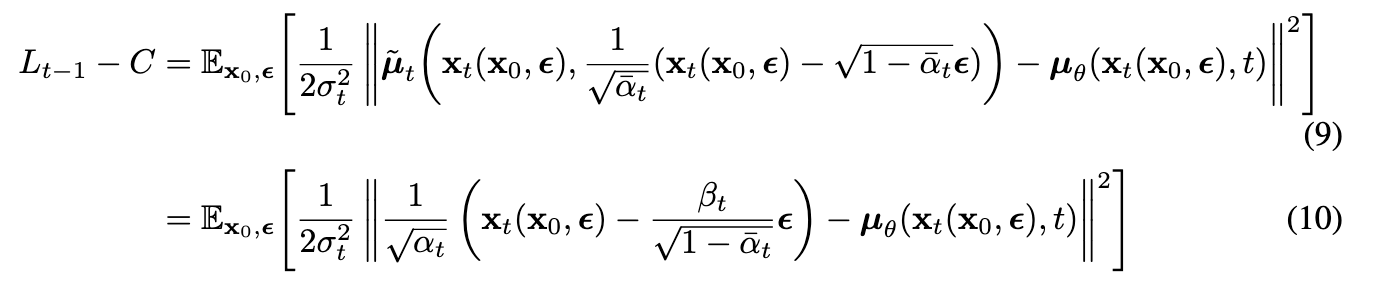 $L_{t-1} - C = \mathbb{E}_{\mathbf{x}_0,\boldsymbol{\epsilon}}\left[\frac{1}{2\sigma_t^2}\left\|\tilde{\boldsymbol{\mu}}_t\left(\mathbf{x}_t(\mathbf{x}_0,\boldsymbol{\epsilon}), \frac{1}{\sqrt{\bar{\alpha}_t}}(\mathbf{x}_t(\mathbf{x}_0,\boldsymbol{\epsilon}) - \sqrt{1-\bar{\alpha}_t}\boldsymbol{\epsilon})\right) - \boldsymbol{\mu}_\theta(\mathbf{x}_t(\mathbf{x}_0,\boldsymbol{\epsilon}), t)\right\|^2\right]$
(9)
$= \mathbb{E}_{\mathbf{x}_0,\boldsymbol{\epsilon}}\left[\frac{1}{2\sigma_t^2}\left\|\frac{1}{\sqrt{\alpha_t}}\left(\mathbf{x}_t(\mathbf{x}_0,\boldsymbol{\epsilon}) - \frac{\beta_t}{\sqrt{1-\bar{\alpha}_t}}\boldsymbol{\epsilon}\right) - \boldsymbol{\mu}_\theta(\mathbf{x}_t(\mathbf{x}_0,\boldsymbol{\epsilon}), t)\right\|^2\right]$ (10)